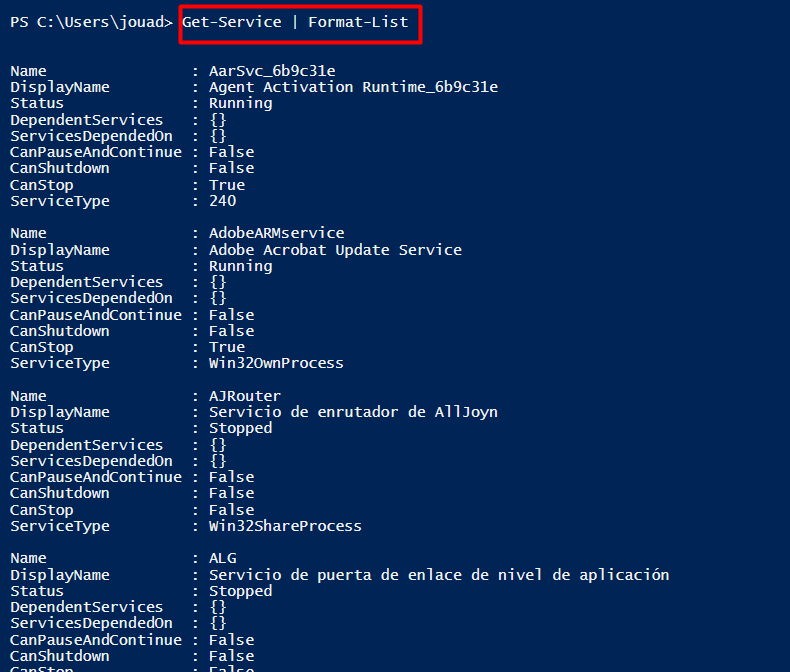 PS C:\Users\jouad> Get-Service | Format-List
Name : AarSvc_6b9c31e
DisplayName : Agent Activation Runtime_6b9c31e
Status : Running
DependentServices : {}
ServicesDependedOn : {}
CanPauseAndContinue : False
CanShutdown : False
CanStop : True
ServiceType : 240
Name : AdobeARMservice
DisplayName : Adobe Acrobat Update Service
Status : Running
DependentServices : {}
ServicesDependedOn : {}
CanPauseAndContinue : False
CanShutdown : False
CanStop : True
ServiceType : Win32OwnProcess
Name : AJRouter
DisplayName : Servicio de enrutador de AllJoyn
Status : Stopped
DependentServices : {}
ServicesDependedOn : {}
CanPauseAndContinue : False
CanShutdown : False
CanStop : False
ServiceType : Win32ShareProcess
Name : ALG
DisplayName : Servicio de puerta de enlace de nivel de aplicación
Status : Stopped
DependentServices : {}
ServicesDependedOn : {}
CanPauseAndContinue : False
CanShutdown : False
CanStop : False